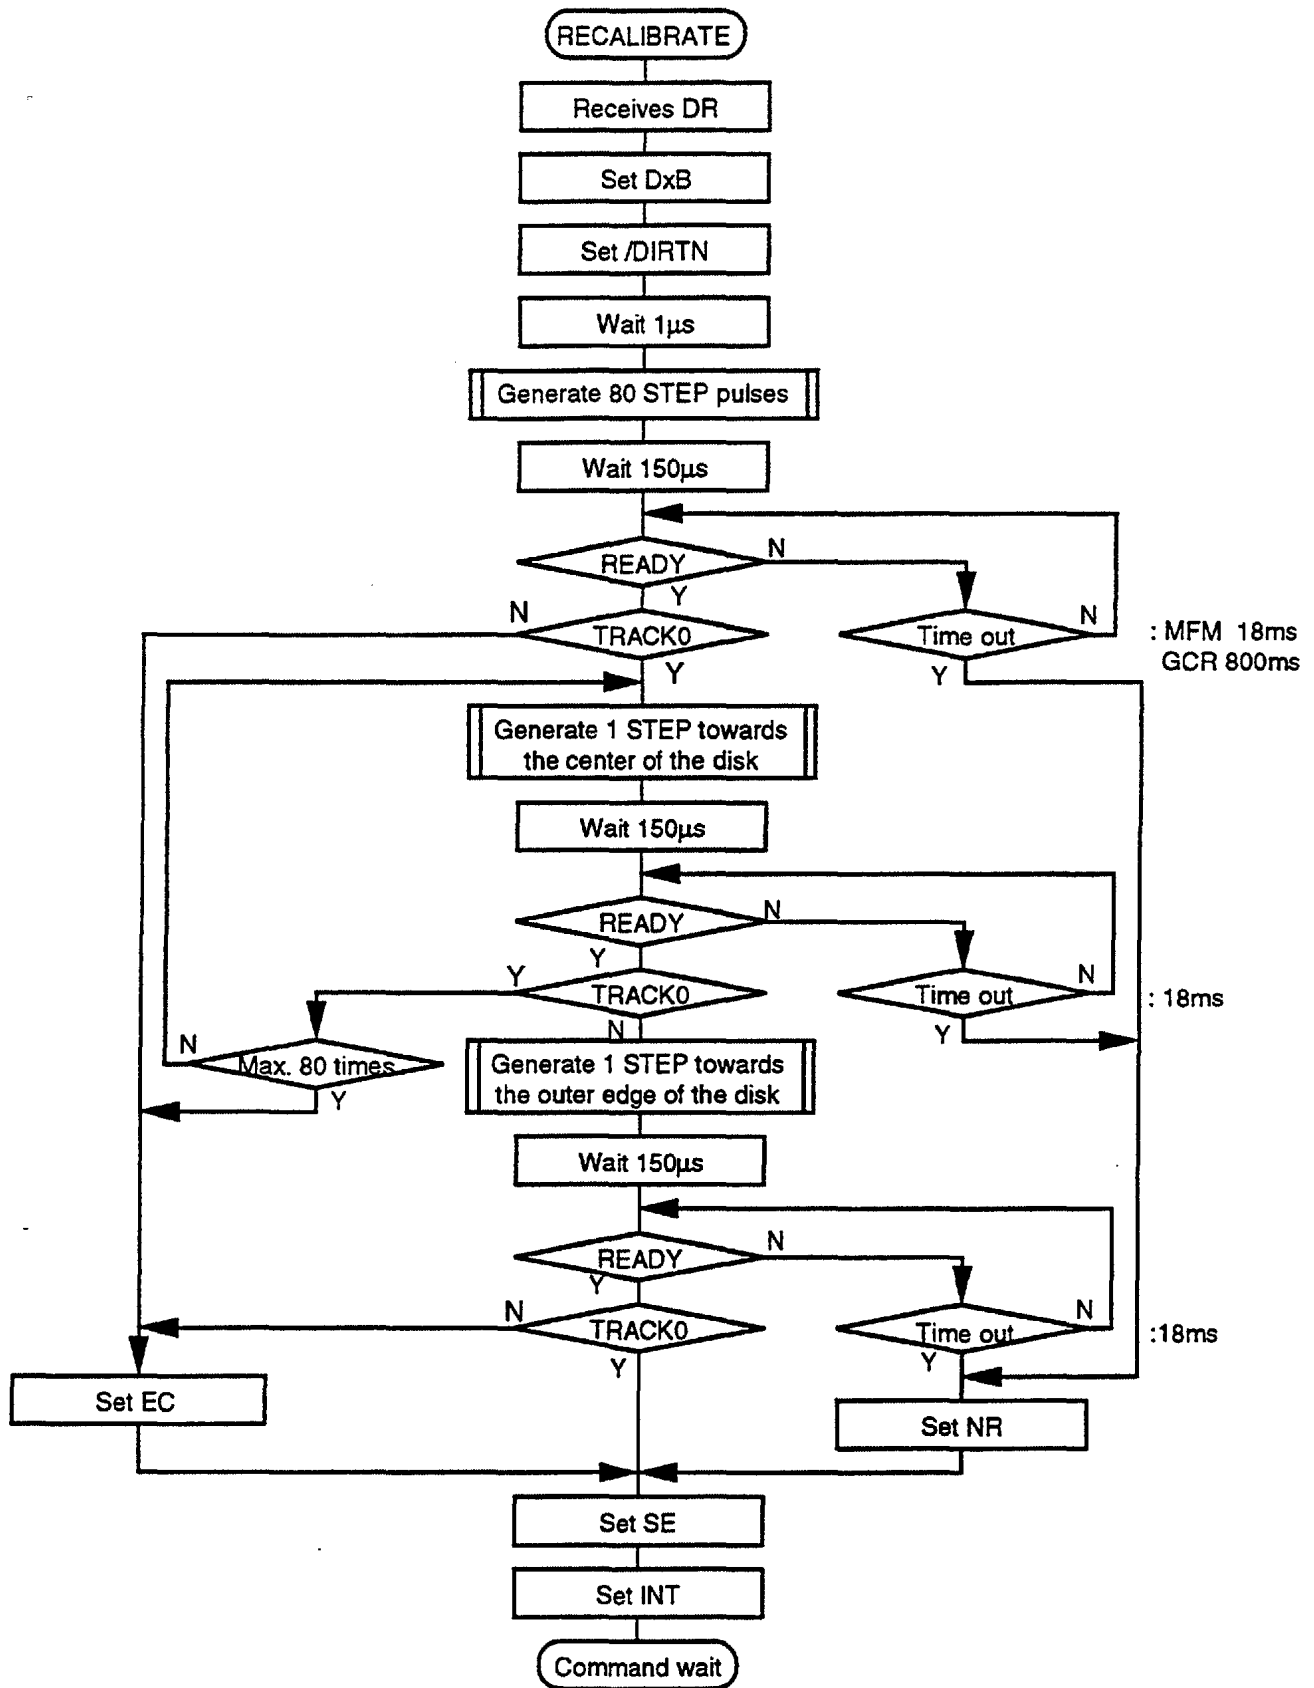 RECALIBRATE
Receives DR
Set DxB
Set /DIRTN
Wait 1μs
Generate 80 STEP pulses
Wait 150μs
READY
N
Y
N
TRACK0
Time out
N
: MFM 18ms
GCR 800ms
Y
Y
Generate 1 STEP towards
the center of the disk
Wait 150μs
READY
N
Y
Y
TRACK0
Time out
N
: 18ms
N
Y
N
Max. 80 times
Y
Generate 1 STEP towards
the outer edge of the disk
Wait 150μs
READY
N
Y
N
TRACK0
Time out
N
:18ms
Y
Y
Set EC
Set NR
Set SE
Set INT
Command wait